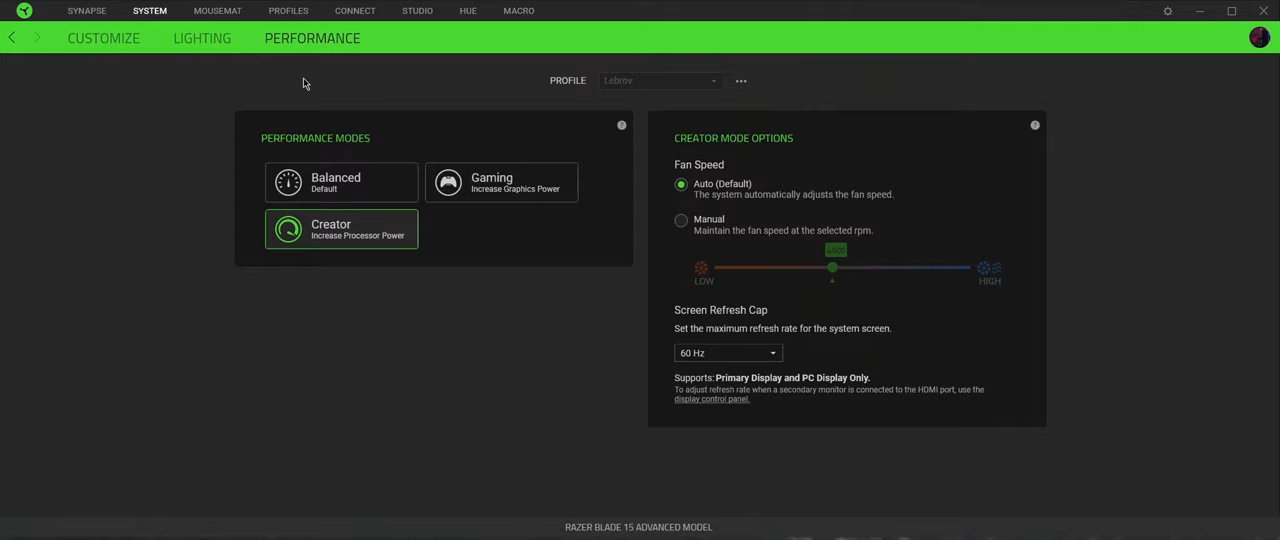 SYNAPSE SYSTEM MOUSEMAT PROFILES CONNECT STUDIO HUE MACRO
CUSTOMIZE LIGHTING PERFORMANCE
PROFILE Lebrov
PERFORMANCE MODES
?
Balanced
Default
Gaming
Increase Graphics Power
Creator
Increase Processor Power
CREATOR MODE OPTIONS
?
Fan Speed
Auto (Default)
The system automatically adjusts the fan speed.
Manual
Maintain the fan speed at the selected rpm.
LOW HIGH
Screen Refresh Cap
Set the maximum refresh rate for the system screen.
60 Hz
Supports: Primary Display and PC Display Only.
To adjust refresh rate when a secondary monitor is connected to the HDMI port, use the
display control panel.
RAZER BLADE 15 ADVANCED MODEL